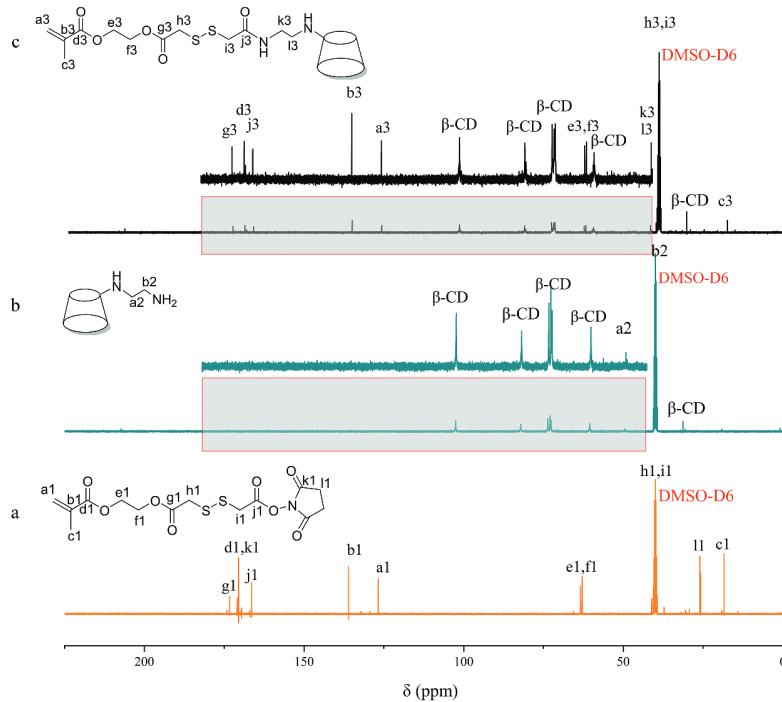 h3,i3
c
a3
b3
c3
O
d3
O
e3
f3
O
g3
O
h3
S
S
i3
O
j3
N
H
k3
l3
H
N
DMSO-D6
g3
d3
j3
b3
a3
β-CD
β-CD
β-CD
e3,f3
β-CD
k3
l3
β-CD
c3
b
H
N
a2
b2
NH2
b2
DMSO-D6
β-CD
β-CD
β-CD
β-CD
a2
β-CD
a
a1
b1
c1
O
d1
O
e1
f1
O
g1
O
h1
S
S
i1
O
j1
O
N
O
k1
l1
O
h1,i1
DMSO-D6
d1,k1
g1
j1
b1
a1
e1,f1
l1
c1
200 150 100 50 0
δ (ppm)